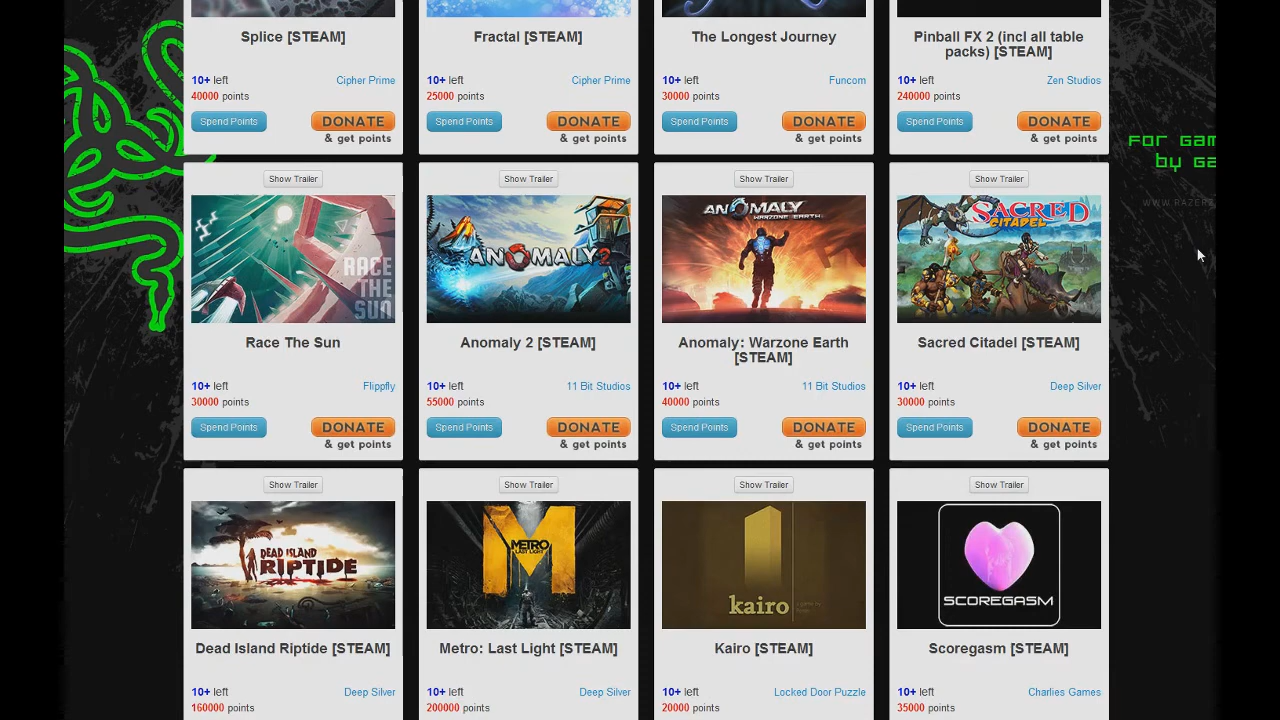 Splice [STEAM]
10+ left
Cipher Prime
40000 points
Spend Points
DONATE
& get points
Fractal [STEAM]
10+ left
Cipher Prime
25000 points
Spend Points
DONATE
& get points
The Longest Journey
10+ left
Funcom
30000 points
Spend Points
DONATE
& get points
Pinball FX 2 (incl all table
packs) [STEAM]
10+ left
Zen Studios
240000 points
Spend Points
DONATE
& get points
FOR GAM
BY GA
WWW.RAZERZ
Show Trailer
RACE
THE
SUN
Race The Sun
10+ left
Flippfly
30000 points
Spend Points
DONATE
& get points
Show Trailer
ANOMALY 2
Anomaly 2 [STEAM]
10+ left
11 Bit Studios
55000 points
Spend Points
DONATE
& get points
Show Trailer
ANOMALY
WARZONE EARTH
Anomaly: Warzone Earth
[STEAM]
10+ left
11 Bit Studios
40000 points
Spend Points
DONATE
& get points
Show Trailer
SACRED
CITADEL
Sacred Citadel [STEAM]
10+ left
Deep Silver
30000 points
Spend Points
DONATE
& get points
Show Trailer
DEAD ISLAND
RIPTIDE
Dead Island Riptide [STEAM]
10+ left
Deep Silver
160000 points
Show Trailer
METRO
LAST LIGHT
Metro: Last Light [STEAM]
10+ left
Deep Silver
200000 points
Show Trailer
kairo
Kairo [STEAM]
10+ left
Locked Door Puzzle
20000 points
Show Trailer
SCOREGASM
Scoregasm [STEAM]
10+ left
Charlies Games
35000 points